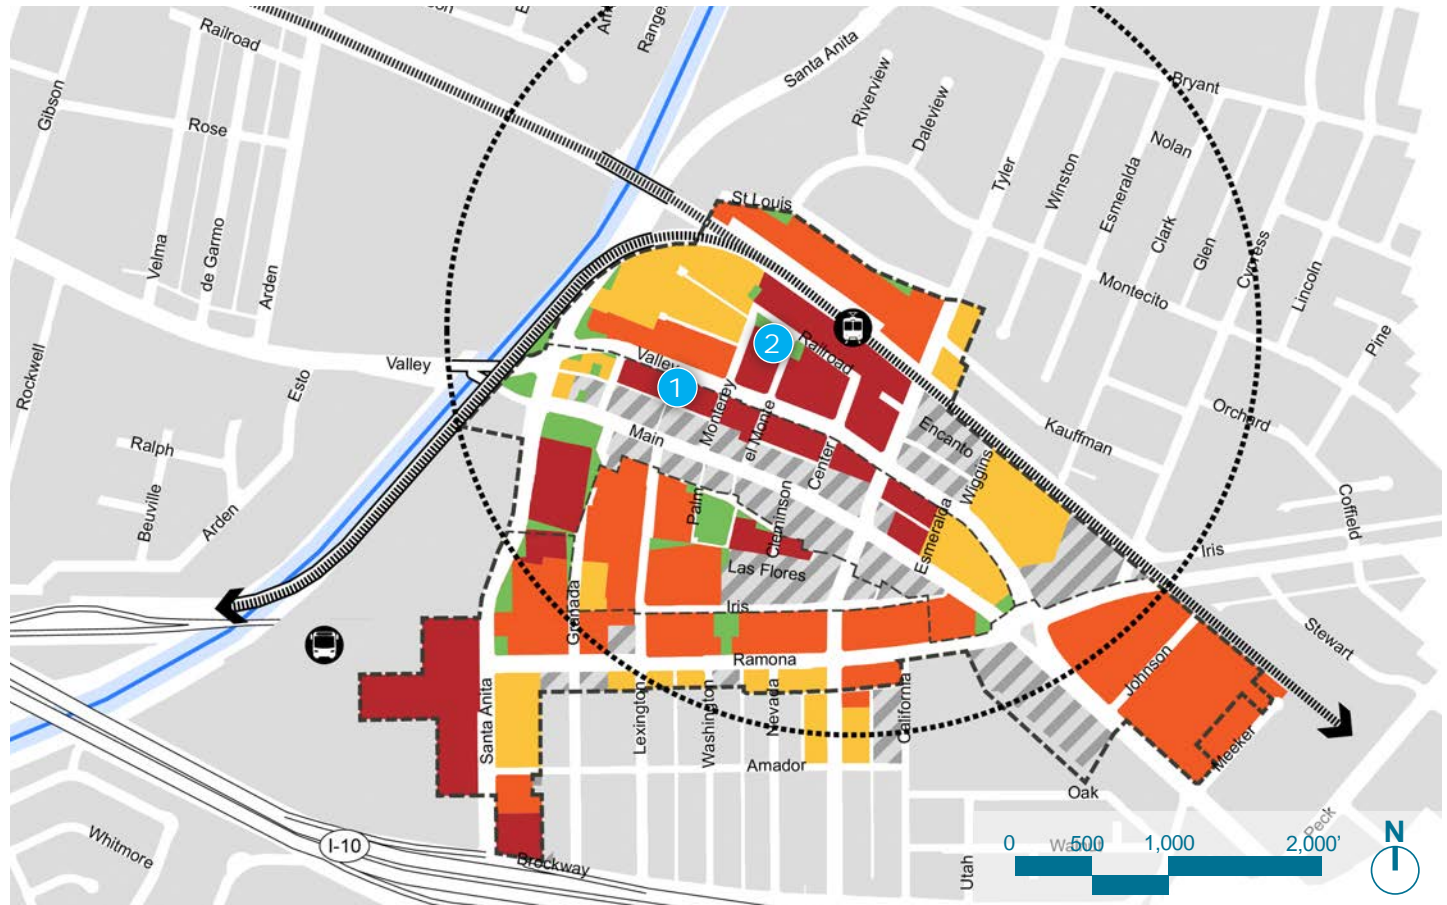 Railroad
Santa Anita
Bryant
Gibson
Riverview
Daleview
Rose
Nolan
Tyler
Winston
Esmeralda
Clark
Glen
Cypress
Lincoln
St Louis
Velma
de Garmo
Arden
Montecito
Pine
Rockwell
Valley
Valley
2
Railroad
1
Esto
Monterey
el Monte
Orchard
Kauffman
Encanto
Main
Center
Ralph
Wiggins
Beuville
Arden
Palm
Cleminson
Esmeralda
Coffield
Las Flores
Iris
Iris
Granada
Stewart
Ramona
Johnson
Santa Anita
Lexington
Washington
Nevada
California
Meeker
Amador
Oak
Whitmore
I-10
Brockway
Utah
Walnut
Peck
0 500 1,000 2,000'
N